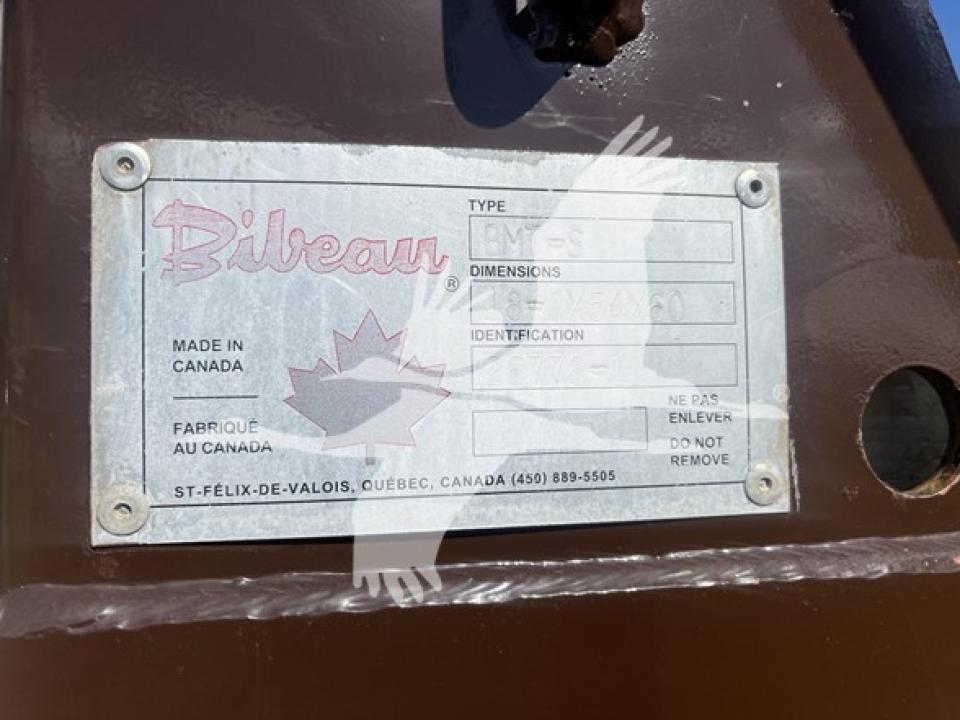 Bibeau ®
TYPE
BMT-S
DIMENSIONS
IDENTIFICATION
MADE IN
CANADA
FABRIQUÉ
AU CANADA
NE PAS
ENLEVER
DO NOT
REMOVE
ST-FÉLIX-DE-VALOIS, QUÉBEC, CANADA (450) 889-5505